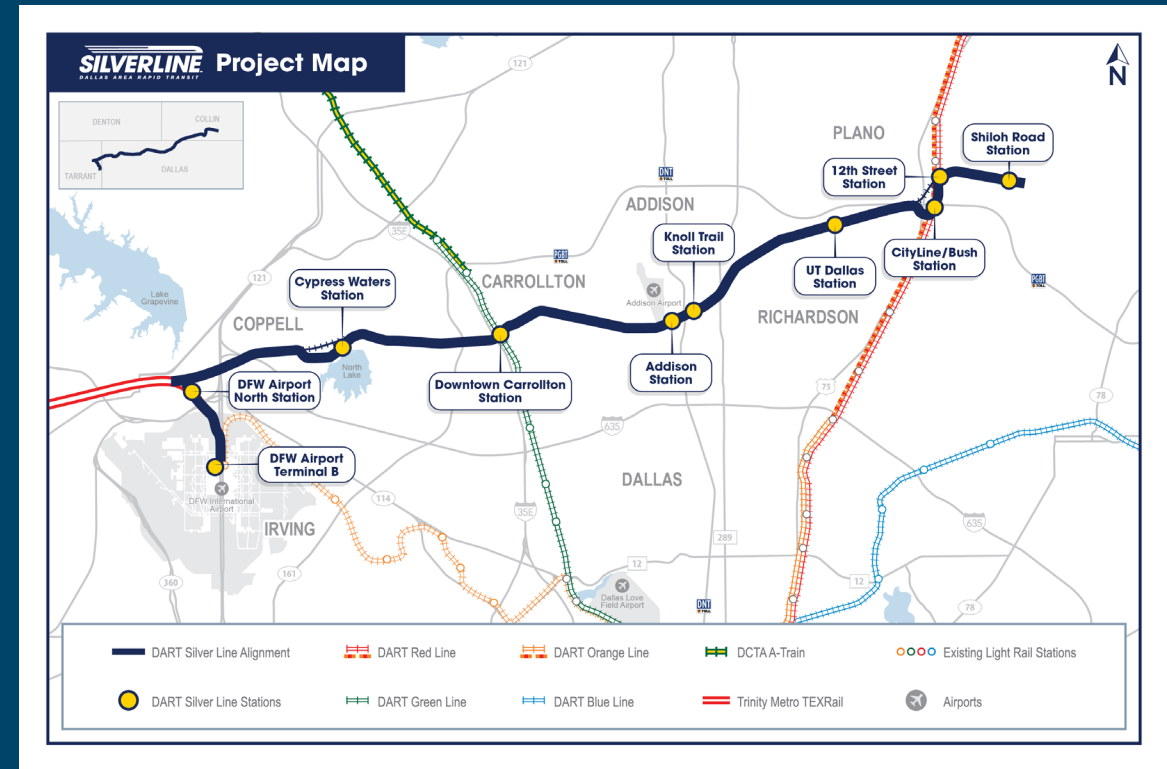 SILVERLINE
DALLAS AREA RAPID TRANSIT
Project Map
N
DENTON
COLLIN
TARRANT
DALLAS
121
PLANO
Shiloh Road
Station
12th Street
Station
DNT
TOLL
ADDISON
35E
Knoll Trail
Station
PGBT
TOLL
CityLine/Bush
Station
UT Dallas
Station
PGBT
TOLL
121
Lake
Grapevine
Cypress Waters
Station
CARROLLTON
Addison Airport
COPPELL
RICHARDSON
North
Lake
Addison
Station
DFW Airport
North Station
Downtown Carrollton
Station
75
78
635
DFW Airport
Terminal B
DALLAS
DFW International
Airport
114
35E
IRVING
635
289
12
360
161
12
Dallas Love
Field Airport
DNT
TOLL
78
DART Silver Line Alignment
DART Red Line
DART Orange Line
DCTA A-Train
Existing Light Rail Stations
DART Silver Line Stations
DART Green Line
DART Blue Line
Trinity Metro TEXRail
Airports